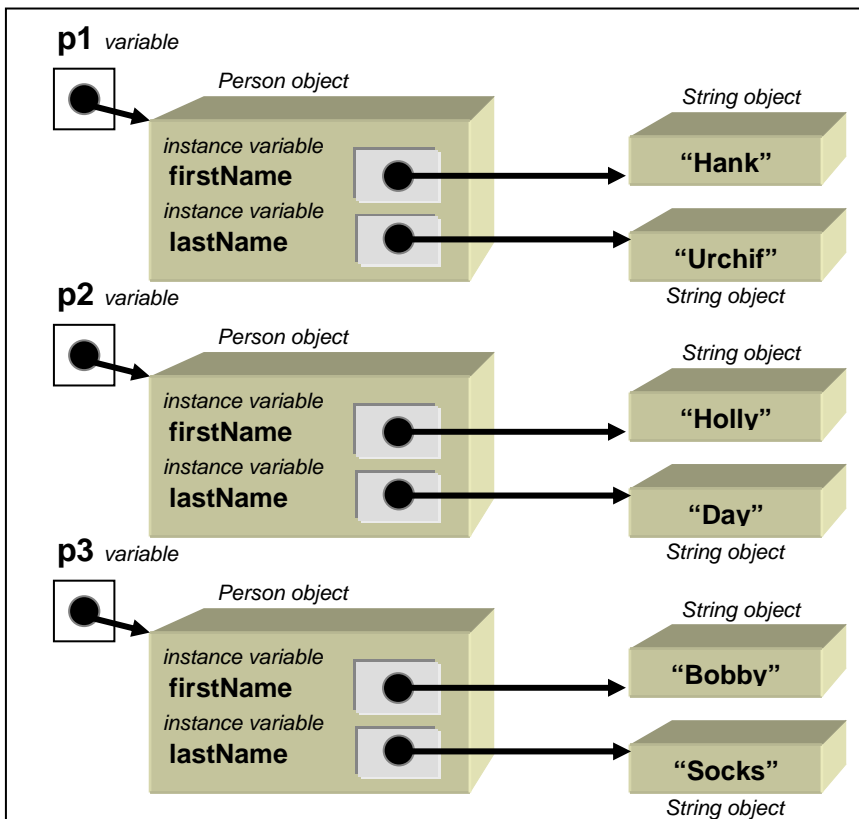 p1 variable
Person object
String object
instance variable
firstName
“Hank”
instance variable
lastName
“Urchif”
String object
p2 variable
Person object
String object
instance variable
firstName
“Holly”
instance variable
lastName
“Day”
String object
p3 variable
Person object
String object
instance variable
firstName
“Bobby”
instance variable
lastName
“Socks”
String object